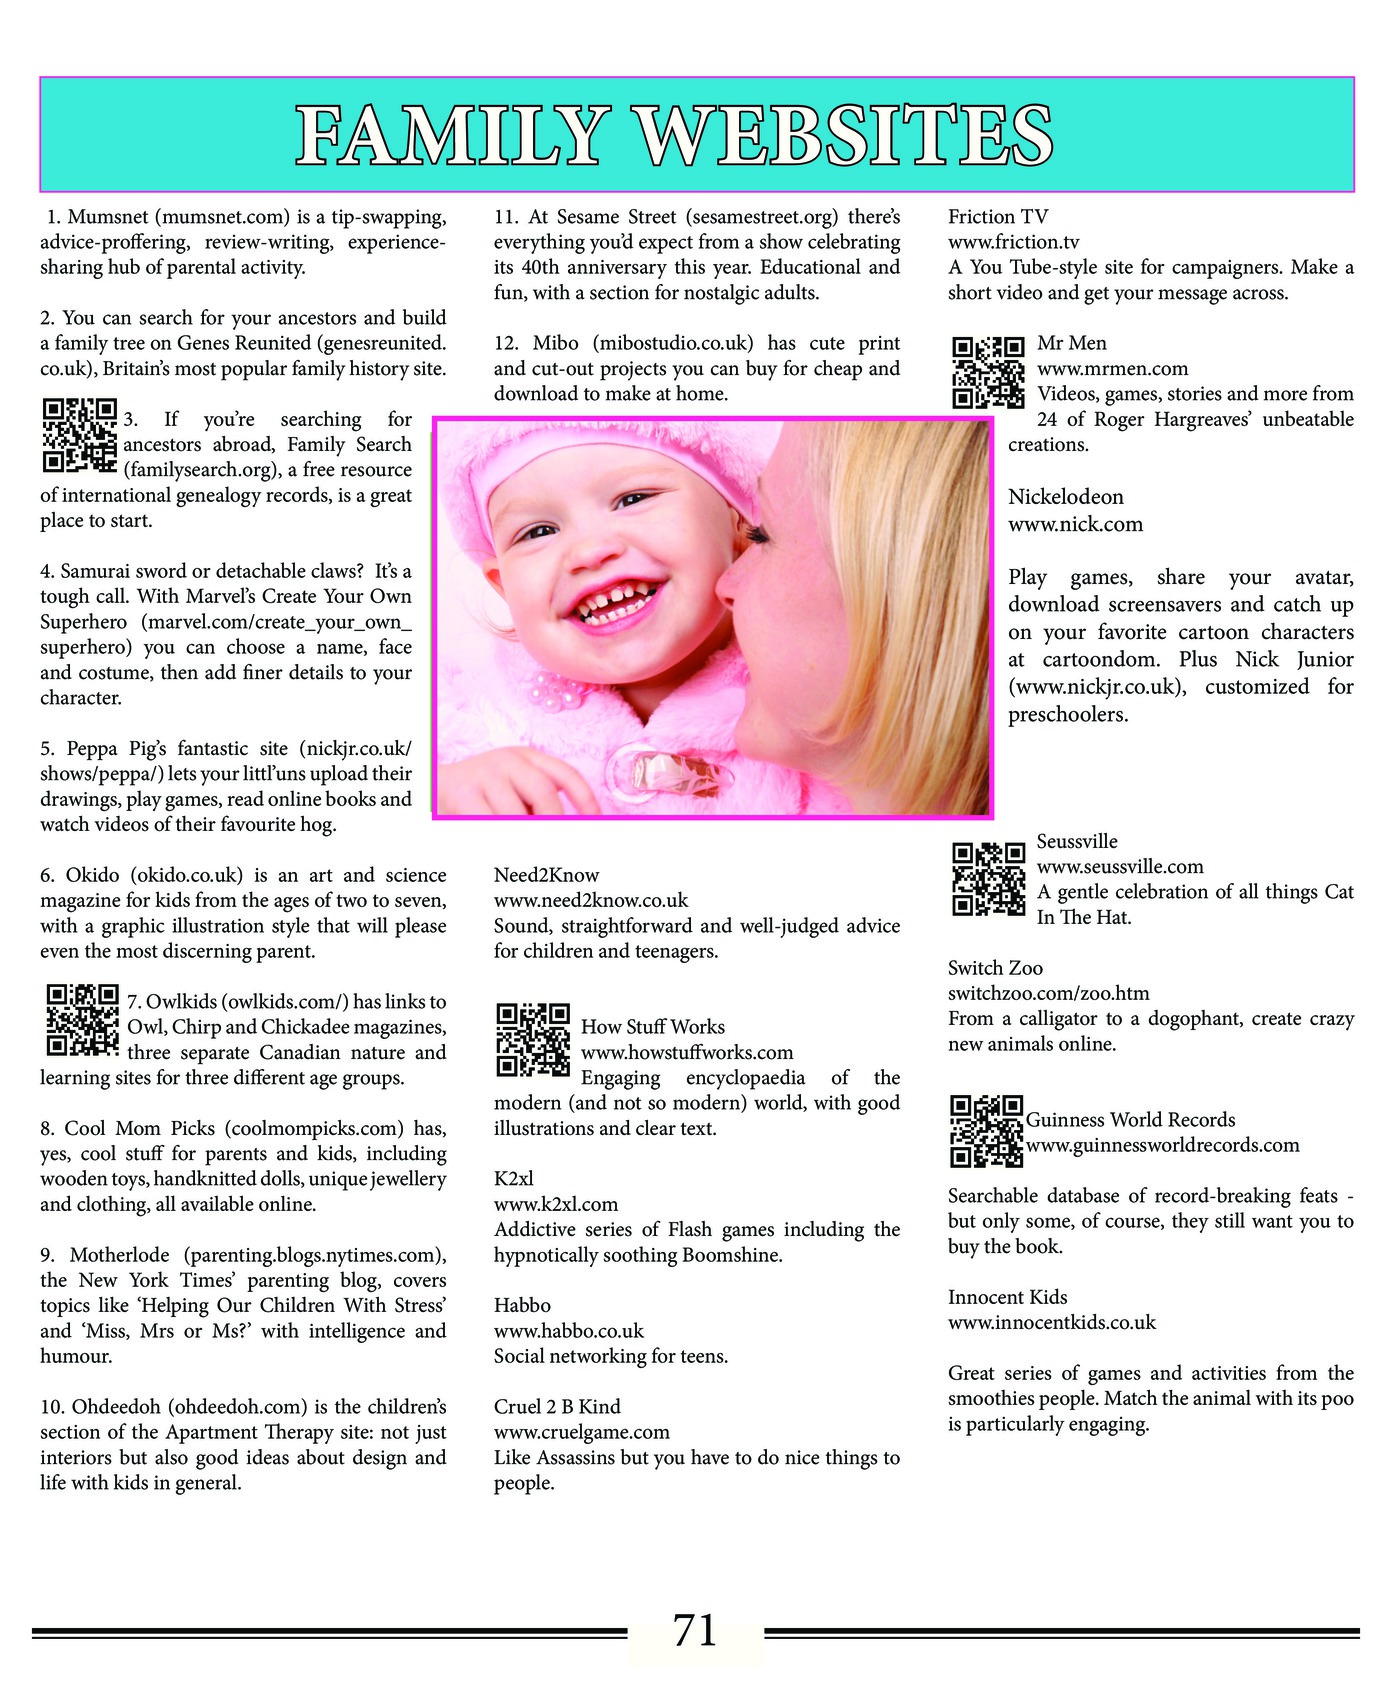 FAMILY WEBSITES
1. Mumsnet (mumsnet.com) is a tip-swapping,
advice-proffering, review-writing, experience-
sharing hub of parental activity.
2. You can search for your ancestors and build
a family tree on Genes Reunited (genesreunited.
co.uk), Britain’s most popular family history site.
3. If you’re searching for
ancestors abroad, Family Search
(familysearch.org), a free resource
of international genealogy records, is a great
place to start.
4. Samurai sword or detachable claws? It’s a
tough call. With Marvel’s Create Your Own
Superhero (marvel.com/create_your_own_
superhero) you can choose a name, face
and costume, then add finer details to your
character.
5. Peppa Pig’s fantastic site (nickjr.co.uk/
shows/peppa/) lets your littl’uns upload their
drawings, play games, read online books and
watch videos of their favourite hog.
6. Okido (okido.co.uk) is an art and science
magazine for kids from the ages of two to seven,
with a graphic illustration style that will please
even the most discerning parent.
7. Owlkids (owlkids.com/) has links to
Owl, Chirp and Chickadee magazines,
three separate Canadian nature and
learning sites for three different age groups.
8. Cool Mom Picks (coolmompicks.com) has,
yes, cool stuff for parents and kids, including
wooden toys, handknitted dolls, unique jewellery
and clothing, all available online.
9. Motherlode (parenting.blogs.nytimes.com),
the New York Times’ parenting blog, covers
topics like ‘Helping Our Children With Stress’
and ‘Miss, Mrs or Ms?’ with intelligence and
humour.
10. Ohdeedoh (ohdeedoh.com) is the children’s
section of the Apartment Therapy site: not just
interiors but also good ideas about design and
life with kids in general.
11. At Sesame Street (sesamestreet.org) there’s
everything you’d expect from a show celebrating
its 40th anniversary this year. Educational and
fun, with a section for nostalgic adults.
12. Mibo (mibostudio.co.uk) has cute print
and cut-out projects you can buy for cheap and
download to make at home.
Need2Know
www.need2know.co.uk
Sound, straightforward and well-judged advice
for children and teenagers.
How Stuff Works
www.howstuffworks.com
Engaging encyclopaedia of the
modern (and not so modern) world, with good
illustrations and clear text.
K2xl
www.k2xl.com
Addictive series of Flash games including the
hypnotically soothing Boomshine.
Habbo
www.habbo.co.uk
Social networking for teens.
Cruel 2 B Kind
www.cruelgame.com
Like Assassins but you have to do nice things to
people.
Friction TV
www.friction.tv
A You Tube-style site for campaigners. Make a
short video and get your message across.
Mr Men
www.mrmen.com
Videos, games, stories and more from
24 of Roger Hargreaves’ unbeatable
creations.
Nickelodeon
www.nick.com
Play games, share your avatar,
download screensavers and catch up
on your favorite cartoon characters
at cartoondom. Plus Nick Junior
(www.nickjr.co.uk), customized for
preschoolers.
Seussville
www.seussville.com
A gentle celebration of all things Cat
In The Hat.
Switch Zoo
switchzoo.com/zoo.htm
From a calligator to a dogophant, create crazy
new animals online.
Guinness World Records
www.guinnessworldrecords.com
Searchable database of record-breaking feats -
but only some, of course, they still want you to
buy the book.
Innocent Kids
www.innocentkids.co.uk
Great series of games and activities from the
smoothies people. Match the animal with its poo
is particularly engaging.
71